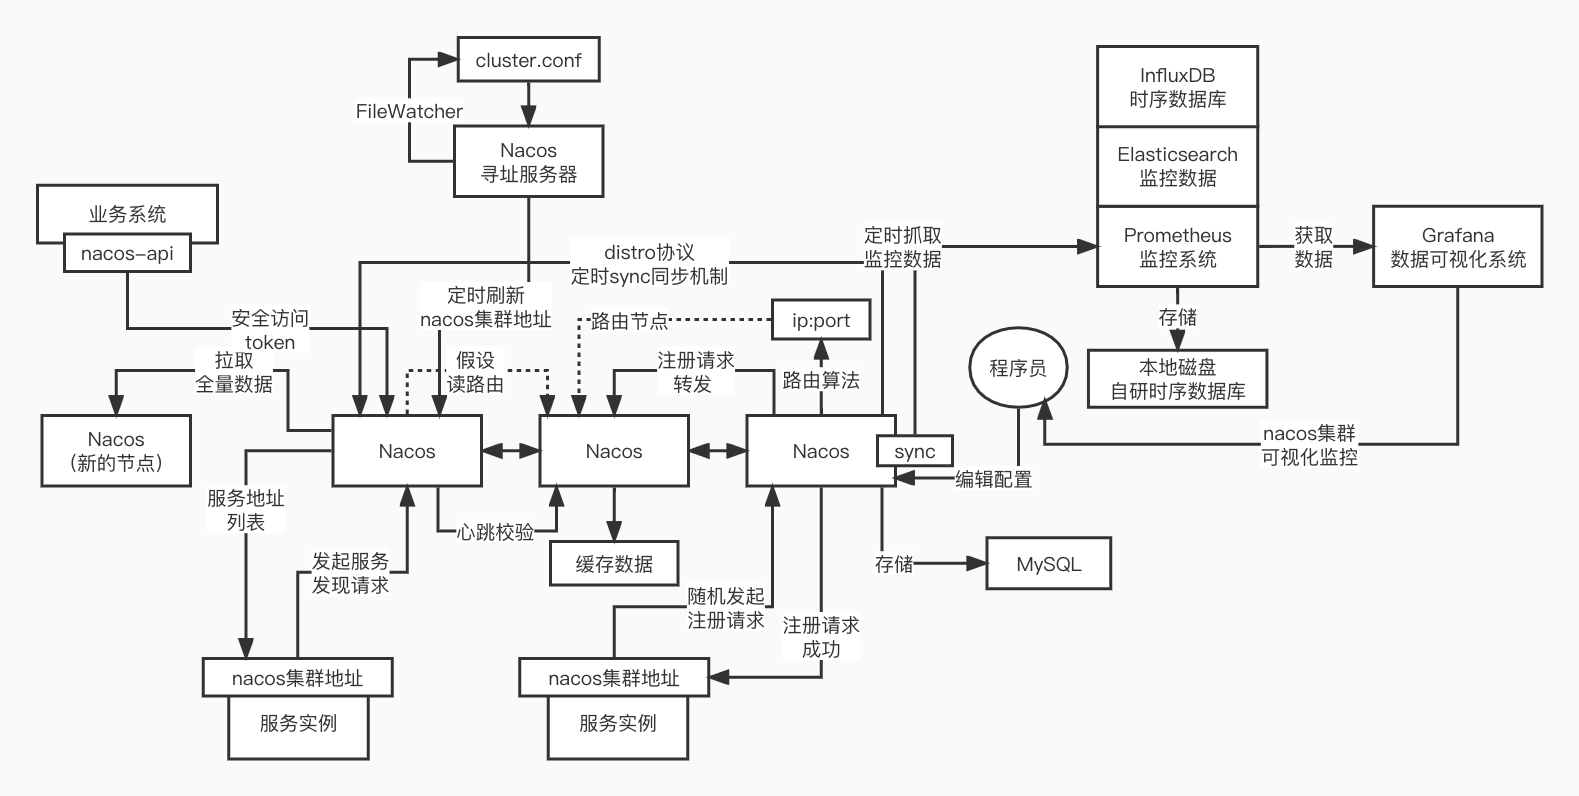 cluster.conf
FileWatcher
Nacos
寻址服务器
InfluxDB
时序数据库
Elasticsearch
监控数据
Prometheus
监控系统
获取
数据
Grafana
数据可视化系统
业务系统
nacos-api
distro协议
定时sync同步机制
定时抓取
监控数据
定时刷新
nacos集群地址
安全访问
token
路由节点
ip:port
存储
本地磁盘
自研时序数据库
程序员
拉取
全量数据
假设
读路由
注册请求
转发
路由算法
Nacos
(新的节点)
Nacos
Nacos
Nacos
sync
nacos集群
可视化监控
编辑配置
服务地址
列表
心跳校验
缓存数据
存储
MySQL
发起服务
发现请求
随机发起
注册请求
注册请求
成功
nacos集群地址
服务实例
nacos集群地址
服务实例